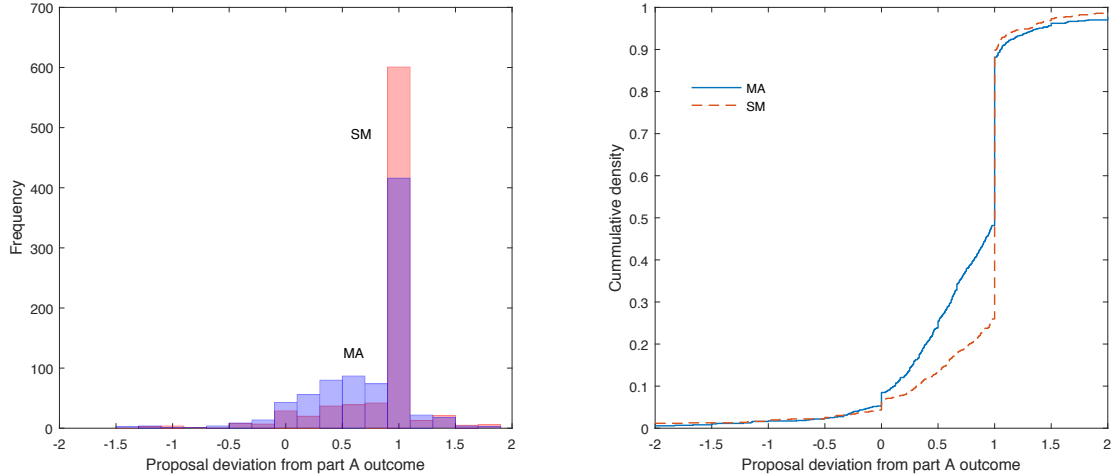 700
600
500
400
300
200
100
0
Frequency
SM
MA
-2 -1.5 -1 -0.5 0 0.5 1 1.5 2
Proposal deviation from part A outcome
1
0.9
0.8
0.7
0.6
0.5
0.4
0.3
0.2
0.1
0
Cummulative density
MA
SM
-2 -1.5 -1 -0.5 0 0.5 1 1.5 2
Proposal deviation from part A outcome